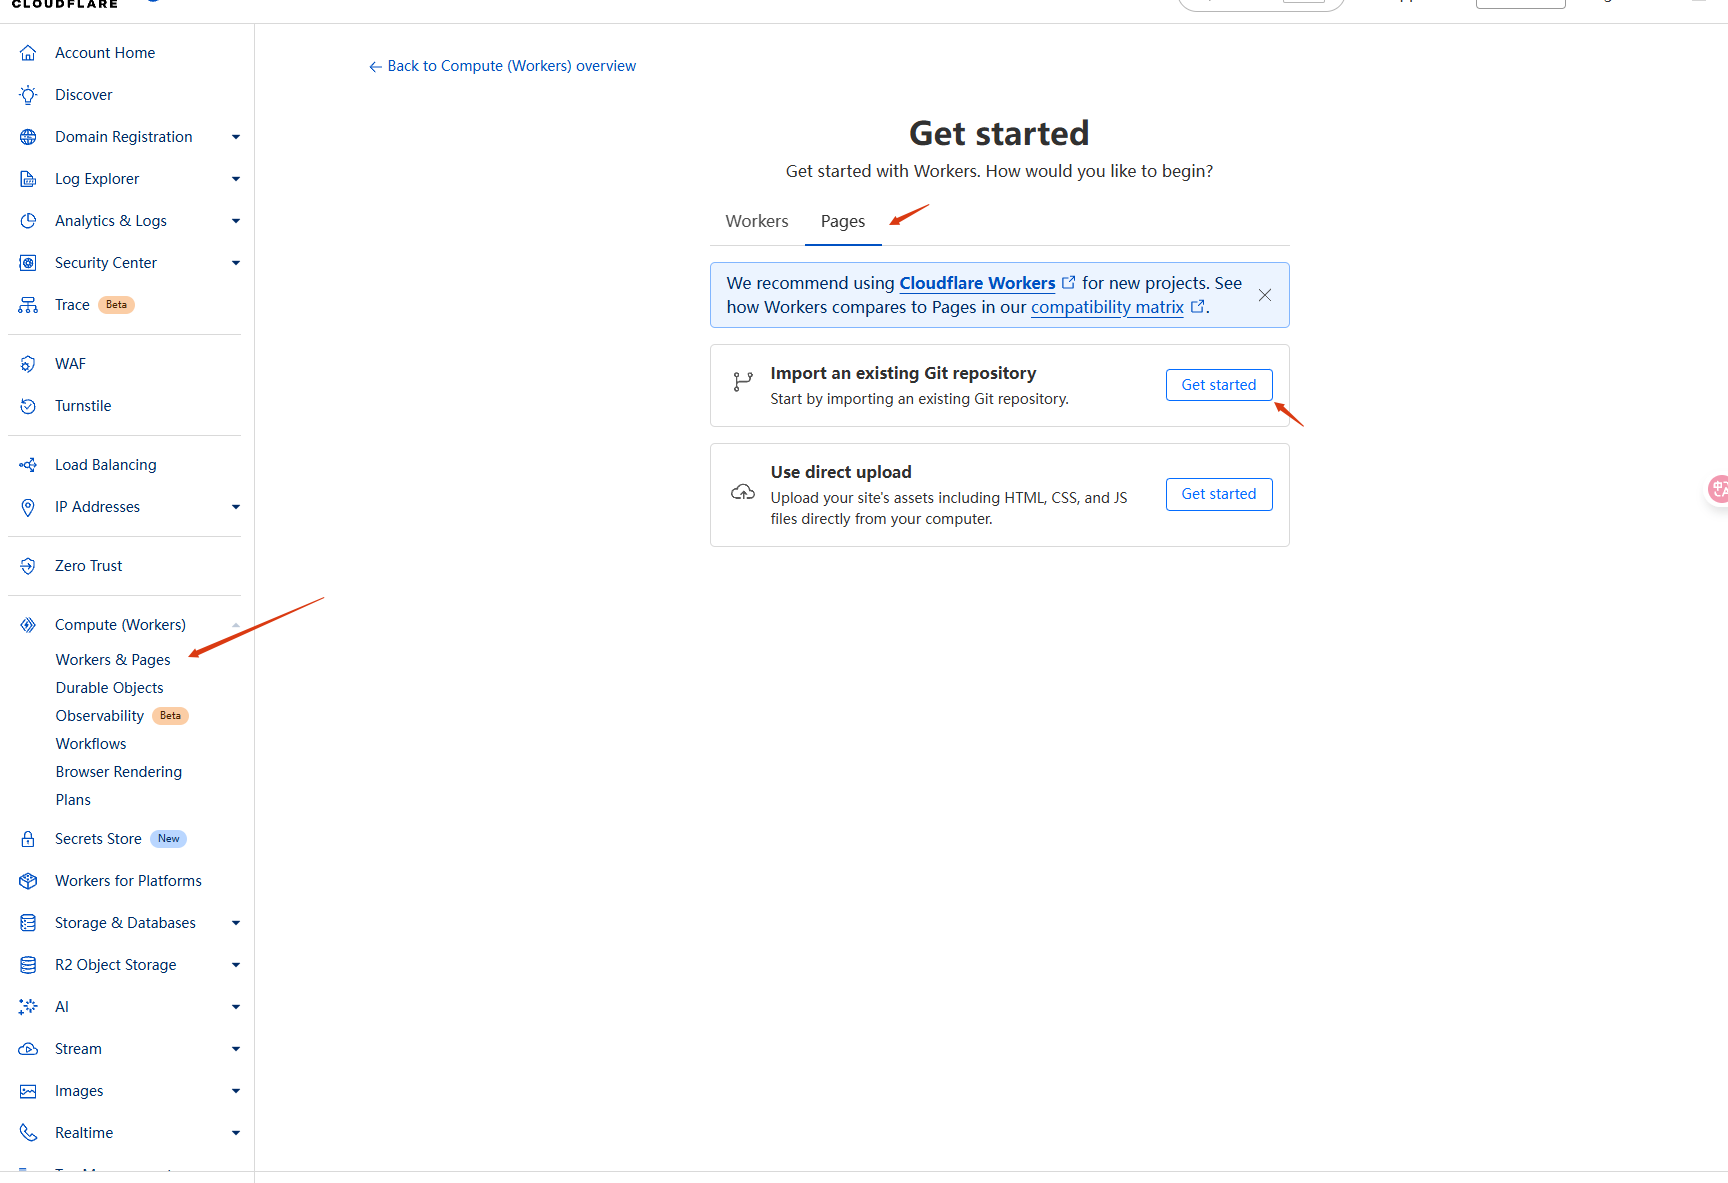 CLOUDFLARE
Account Home
Discover
Domain Registration
Log Explorer
Analytics & Logs
Security Center
Trace Beta
WAF
Turnstile
Load Balancing
IP Addresses
Zero Trust
Compute (Workers)
Workers & Pages
Durable Objects
Observability Beta
Workflows
Browser Rendering
Plans
Secrets Store New
Workers for Platforms
Storage & Databases
R2 Object Storage
AI
Stream
Images
Realtime
← Back to Compute (Workers) overview
Get started
Get started with Workers. How would you like to begin?
Workers Pages
We recommend using Cloudflare Workers for new projects. See
how Workers compares to Pages in our compatibility matrix .
Import an existing Git repository
Start by importing an existing Git repository.
Get started
Use direct upload
Upload your site's assets including HTML, CSS, and JS
files directly from your computer.
Get started